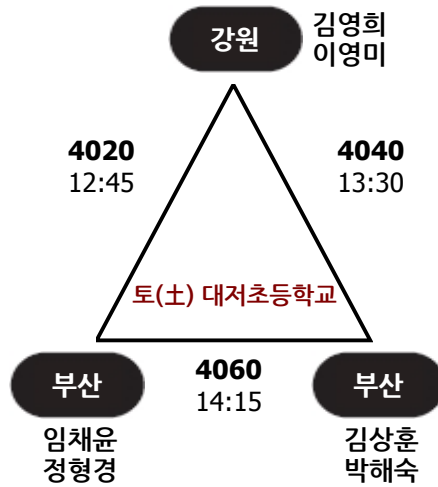 강원
김영희
이영미
4020
12:45
4040
13:30
토(土) 대저초등학교
부산
4060
14:15
부산
임채윤
정형경
김상훈
박해숙